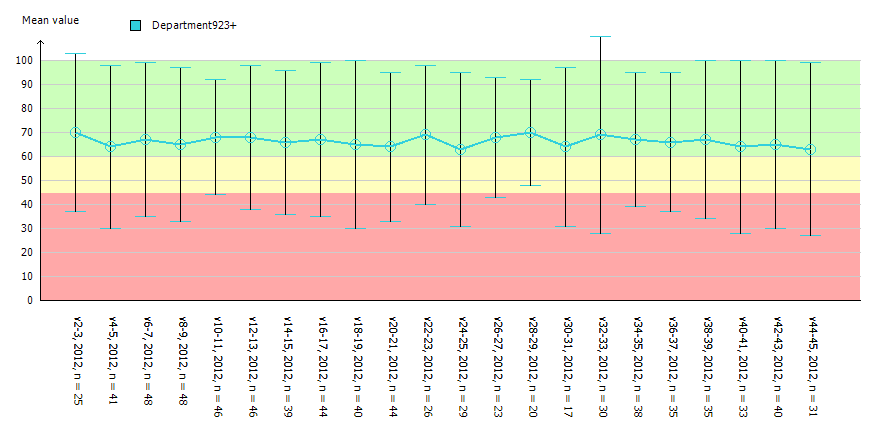 Mean value
Department923+
100
90
80
70
60
50
40
30
20
10
0
v2-3, 2012, n = 25
v4-5, 2012, n = 41
v6-7, 2012, n = 48
v8-9, 2012, n = 48
v10-11, 2012, n = 46
v12-13, 2012, n = 46
v14-15, 2012, n = 39
v16-17, 2012, n = 44
v18-19, 2012, n = 40
v20-21, 2012, n = 44
v22-23, 2012, n = 26
v24-25, 2012, n = 29
v26-27, 2012, n = 23
v28-29, 2012, n = 20
v30-31, 2012, n = 17
v32-33, 2012, n = 30
v34-35, 2012, n = 38
v36-37, 2012, n = 35
v38-39, 2012, n = 35
v40-41, 2012, n = 33
v42-43, 2012, n = 40
v44-45, 2012, n = 31